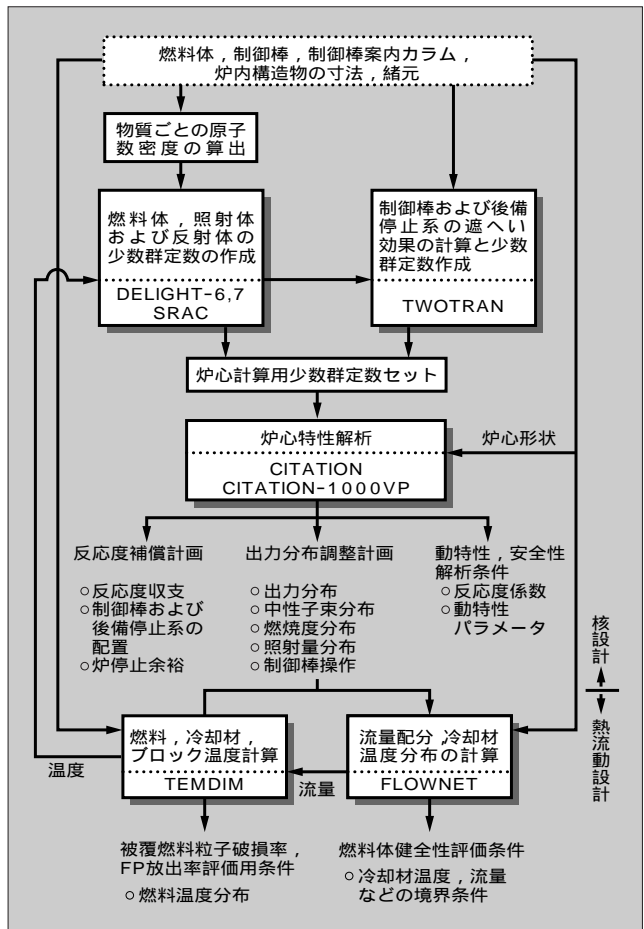 燃料体，制御棒，制御棒案内カラム，
炉内構造物の寸法，緒元
物質ごとの原子
数密度の算出
燃料体，照射体
および反射体の
少数群定数の作成
DELIGHT-6,7
SRAC
制御棒および後備
停止系の遮へい
効果の計算と少数
群定数作成
TWOTRAN
炉心計算用少数群定数セット
炉心特性解析
CITATION
CITATION-1000VP
炉心形状
反応度補償計画
○反応度収支
○制御棒および
後備停止系の
配置
○炉停止余裕
出力分布調整計画
○出力分布
○中性子束分布
○燃焼度分布
○照射量分布
○制御棒操作
動特性，安全性
解析条件
○反応度係数
○動特性
パラメータ
核設計
熱流動設計
燃料，冷却材，
ブロック温度計算
TEMDIM
流量配分，冷却材
温度分布の計算
FLOWNET
温度
流量
被覆燃料粒子破損率，
FP放出率評価用条件
○燃料温度分布
燃料体健全性評価条件
○冷却材温度，流量
などの境界条件